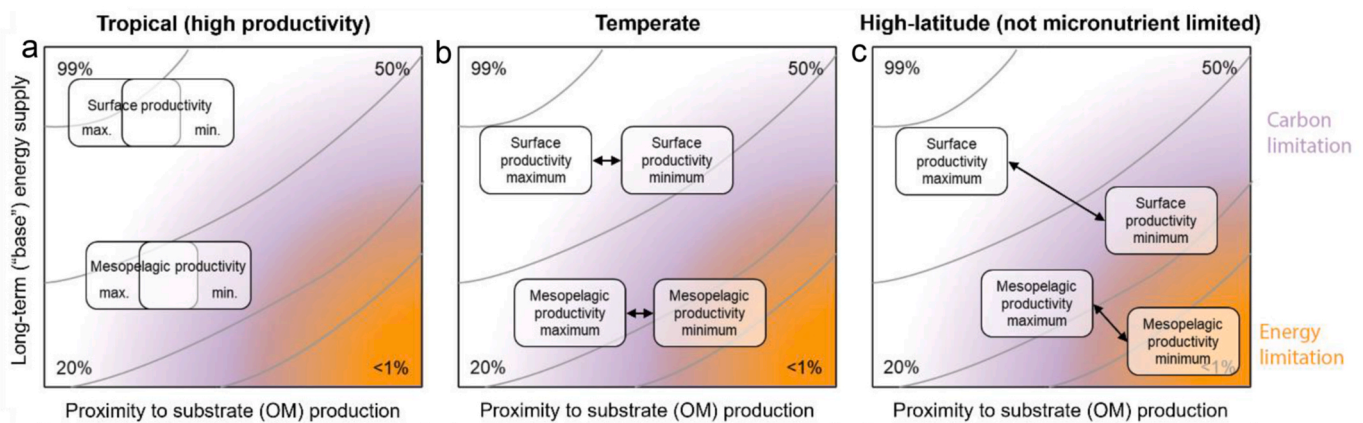 Tropical (high productivity)
Temperate
High-latitude (not micronutrient limited)
Long-term ("base") energy supply
a
99%
50%
Surface productivity
max.
min.
Mesopelagic productivity
max.
min.
20%
<1%
Proximity to substrate (OM) production
b
99%
50%
Surface
productivity
maximum
Surface
productivity
minimum
Mesopelagic
productivity
maximum
Mesopelagic
productivity
minimum
20%
<1%
Proximity to substrate (OM) production
c
99%
50%
Surface
productivity
maximum
Surface
productivity
minimum
Mesopelagic
productivity
maximum
Mesopelagic
productivity
minimum
20%
<1%
Proximity to substrate (OM) production
Carbon
limitation
Energy
limitation